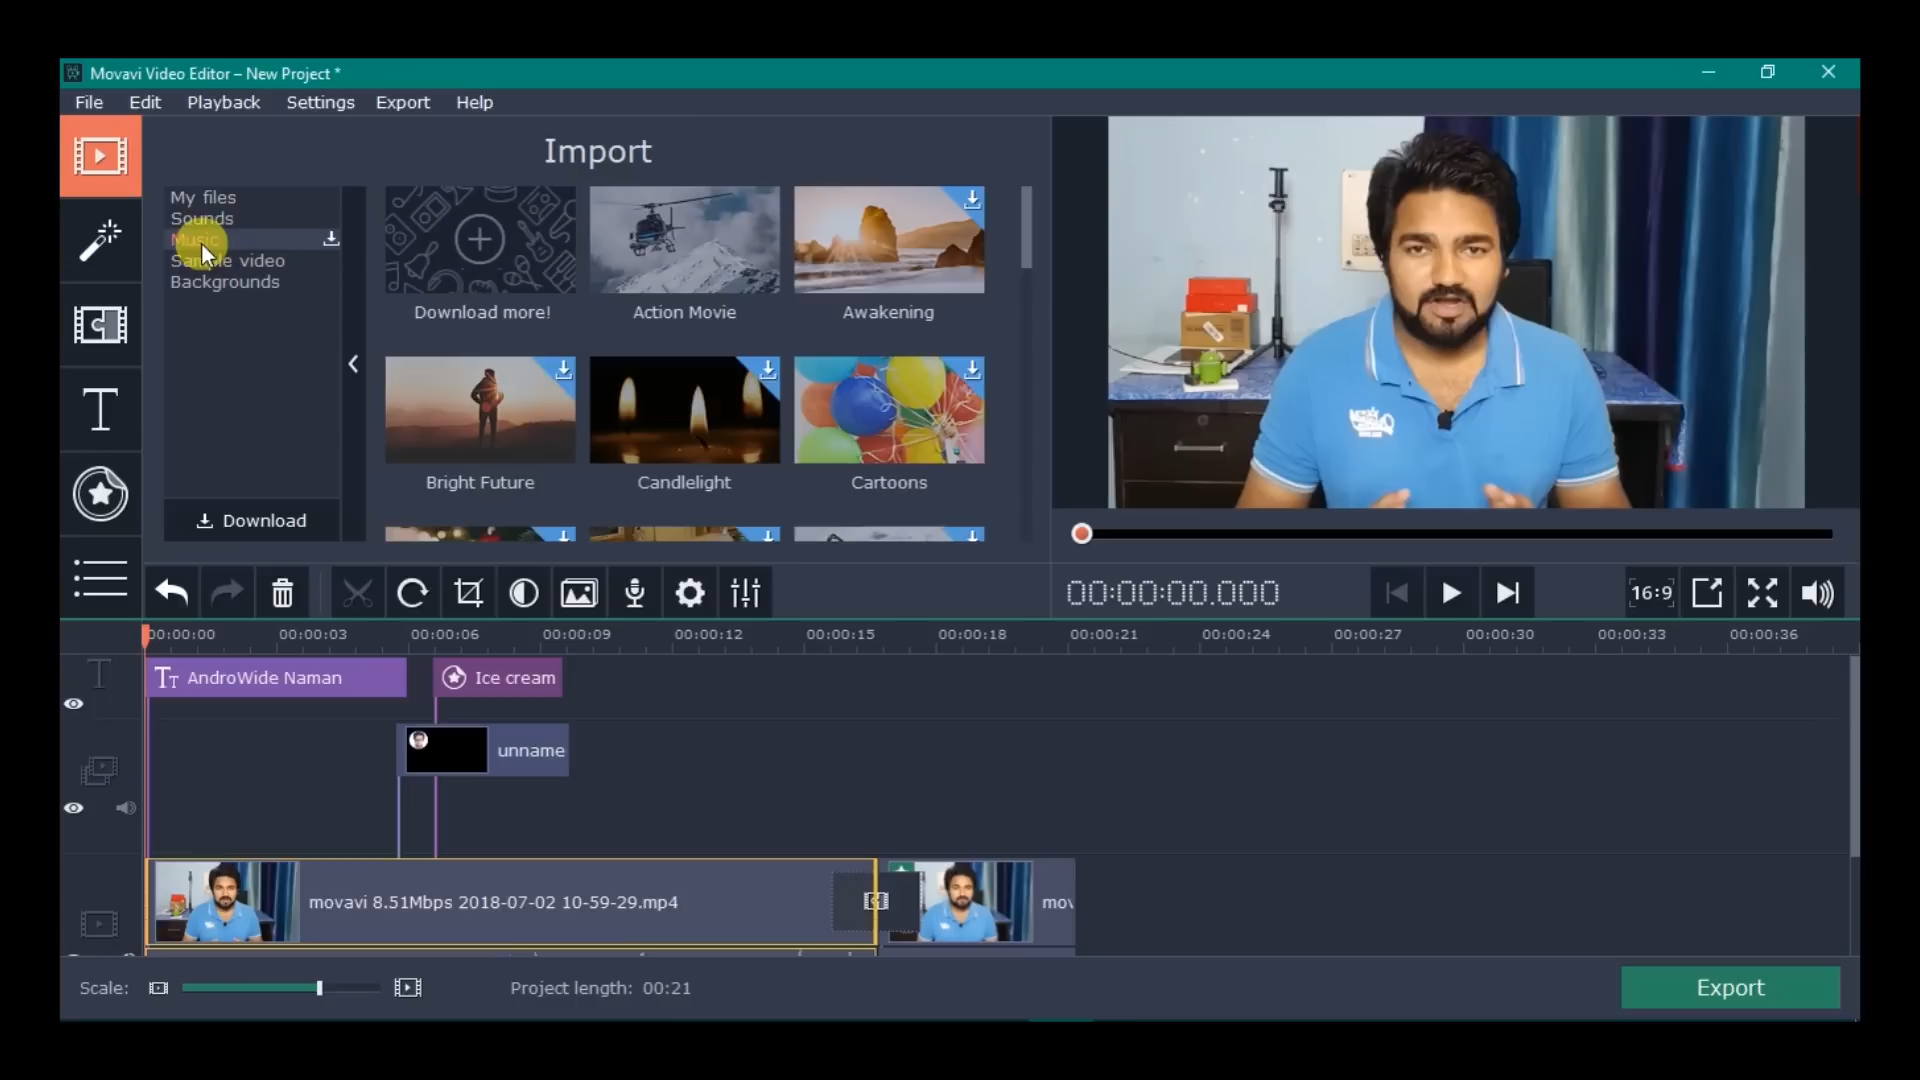 Movavi Video Editor – New Project *
File Edit Playback Settings Export Help
Import
My files
Sounds
Music
Sample video
Backgrounds
Download
Download more!
Action Movie
Awakening
Bright Future
Candlelight
Cartoons
00:00:00.000
16:9
00:00:00 00:00:03 00:00:06 00:00:09 00:00:12 00:00:15 00:00:18 00:00:21 00:00:24 00:00:27 00:00:30 00:00:33 00:00:36
AndroWide Naman
Ice cream
unname
movavi 8.51Mbps 2018-07-02 10-59-29.mp4
mov
Scale:
Project length: 00:21
Export